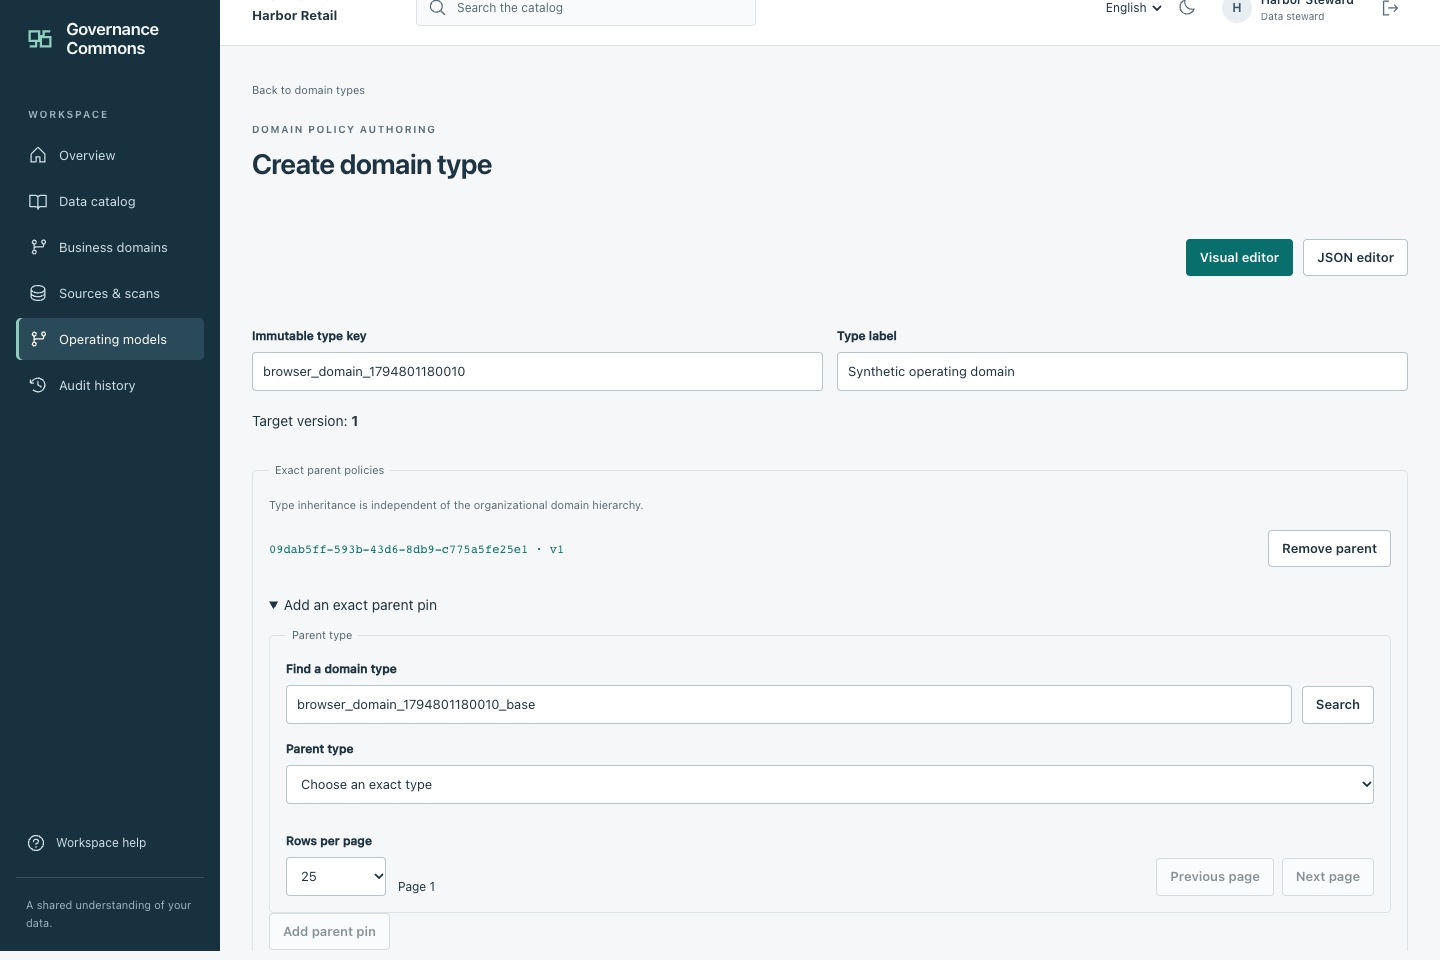 Governance
Commons
WORKSPACE
Overview
Data catalog
Business domains
Sources & scans
Operating models
Audit history
Workspace help
A shared understanding of your
data.
Harbor Retail
Search the catalog
English
H
Harbor Steward
Data steward
Back to domain types
DOMAIN POLICY AUTHORING
Create domain type
Visual editor
JSON editor
Immutable type key
Type label
browser_domain_1794801180010
Synthetic operating domain
Target version: 1
Exact parent policies
Type inheritance is independent of the organizational domain hierarchy.
09dab5ff-593b-43d6-8db9-c775a5fe25e1 · v1
Remove parent
▼ Add an exact parent pin
Parent type
Find a domain type
browser_domain_1794801180010_base
Search
Parent type
Choose an exact type
Rows per page
25
Page 1
Previous page
Next page
Add parent pin